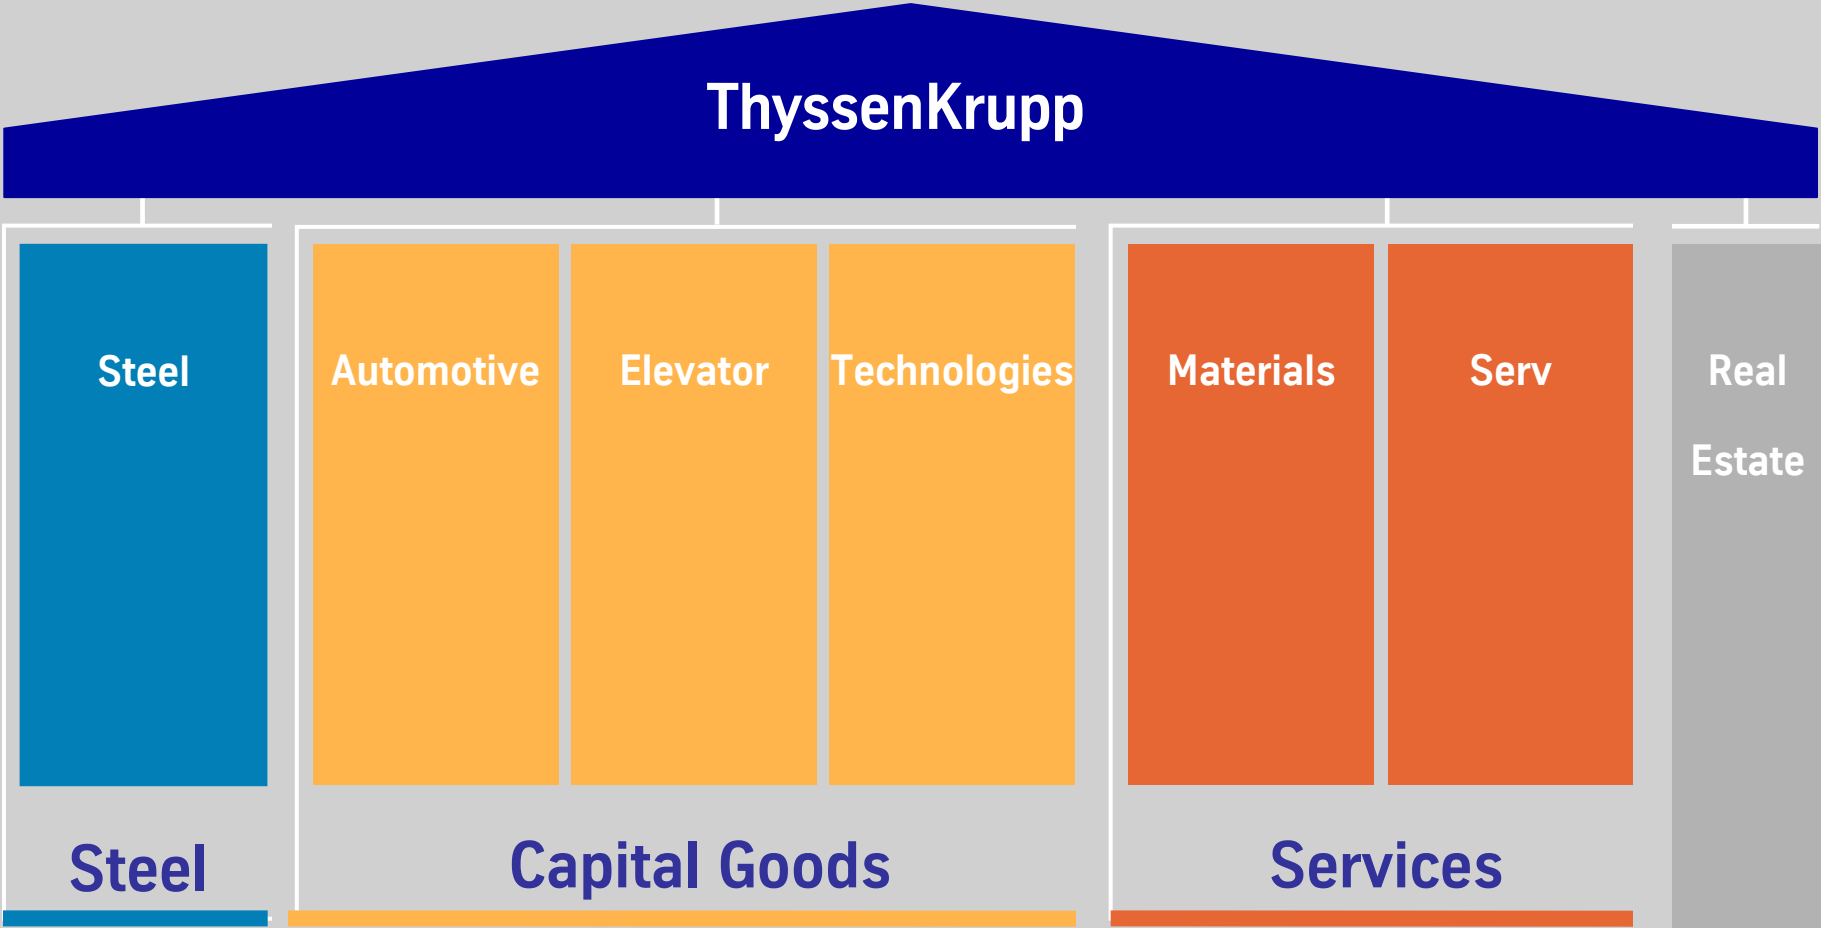 ThyssenKrupp
Steel
Automotive
Elevator
Technologies
Materials
Serv
Real
Estate
Steel
Capital Goods
Services